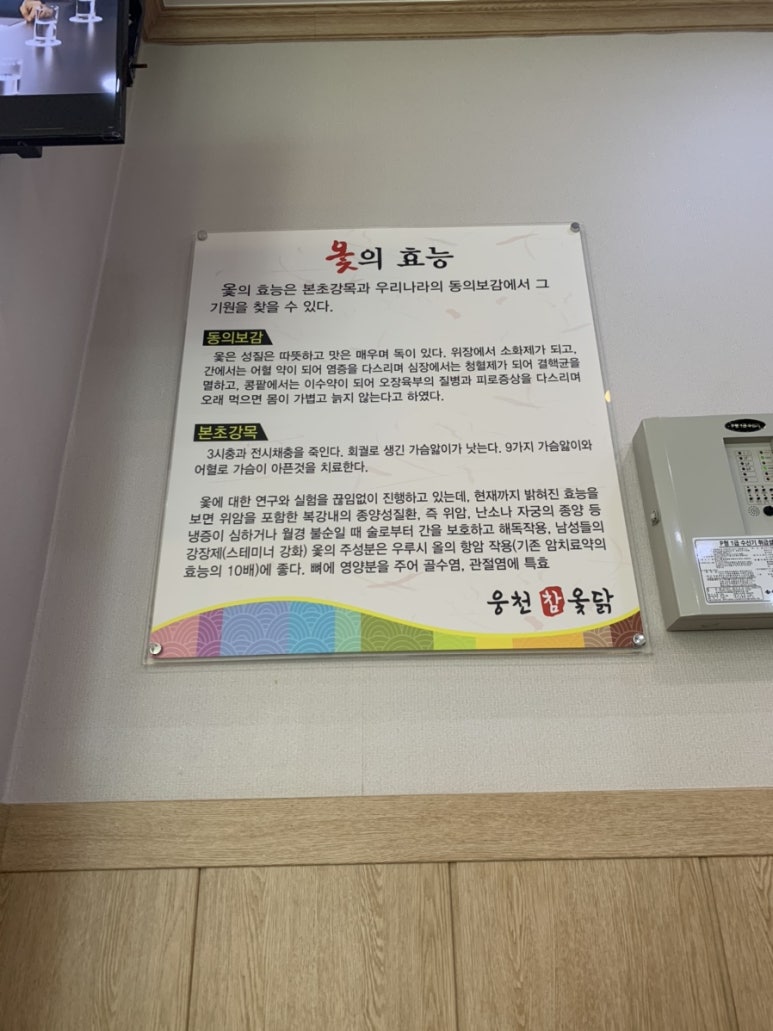 옻의 효능
옻의 효능은 본초강목과 우리나라의 동의보감에서 그
기원을 찾을 수 있다.
동의보감
옻은 성질은 따뜻하고 맛은 매우며 독이 있다. 위장에서 소화제가 되고,
간에서는 어혈 약이 되어 염증을 다스리며 심장에서는 청혈제가 되어 결핵균을
멸하고, 콩팥에서는 이수약이 되어 오장육부의 질병과 피로증상을 다스리며
오래 먹으면 몸이 가볍고 늙지 않는다고 하였다.
본초강목
3시충과 전시채충을 죽인다. 회궐로 생긴 가슴앓이가 낫는다. 9가지 가슴앓이와
어혈로 가슴이 아픈것을 치료한다.
옻에 대한 연구와 실험을 끊임없이 진행하고 있는데, 현재까지 밝혀진 효능을
보면 위암을 포함한 복강내의 종양성질환, 즉 위암, 난소나 자궁의 종양 등
냉증이 심하거나 월경 불순일 때 술로부터 간을 보호하고 해독작용, 남성들의
강장제(스테미너 강화) 옻의 주성분은 우루시 올의 항암 작용(기존 암치료약의
효능의 10배)에 좋다. 뼈에 영양분을 주어 골수염, 관절염에 특효
웅천 참 옻닭
P형 1급 수신기